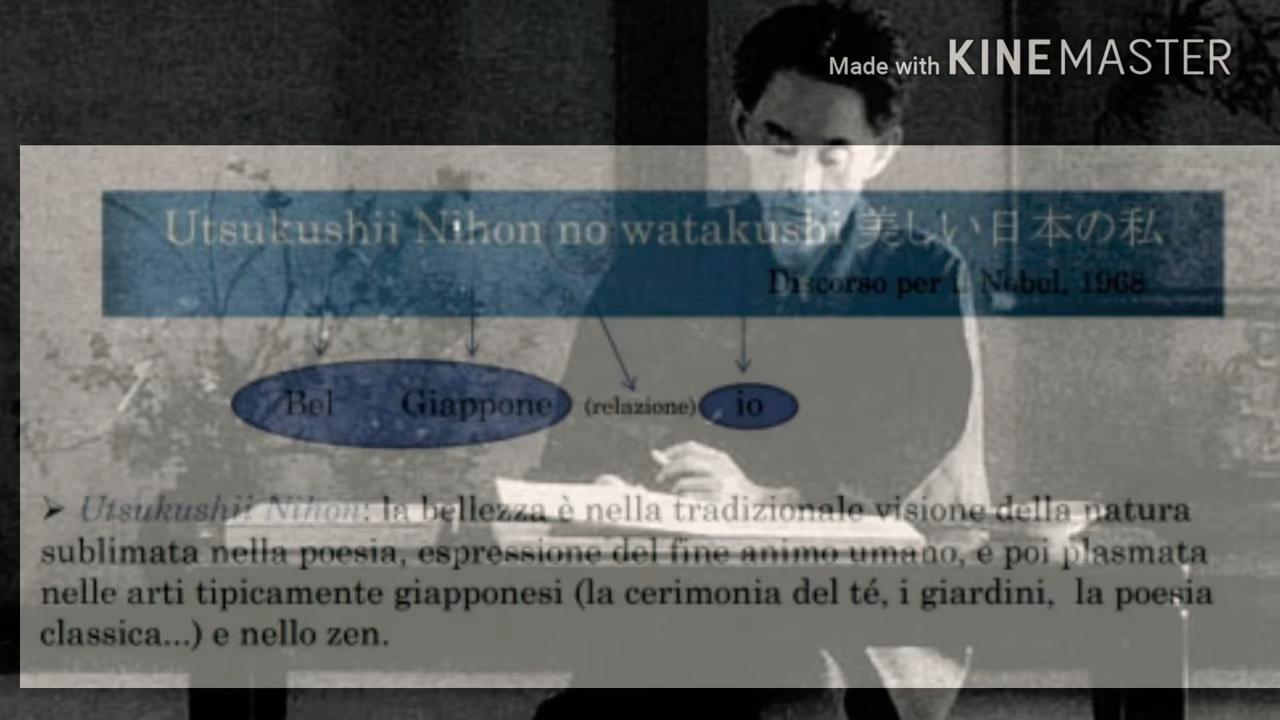 Made with KINEMASTER
Utsukushii Nihon no watakushi 美しい日本の私
Discorso per il Nobel, 1968
Bel Giappone (relazione) io
➢ Utsukushii Nihon: la bellezza è nella tradizionale visione della natura
sublimata nella poesia, espressione del fine animo umano, e poi plasmata
nelle arti tipicamente giapponesi (la cerimonia del té, i giardini, la poesia
classica...) e nello zen.